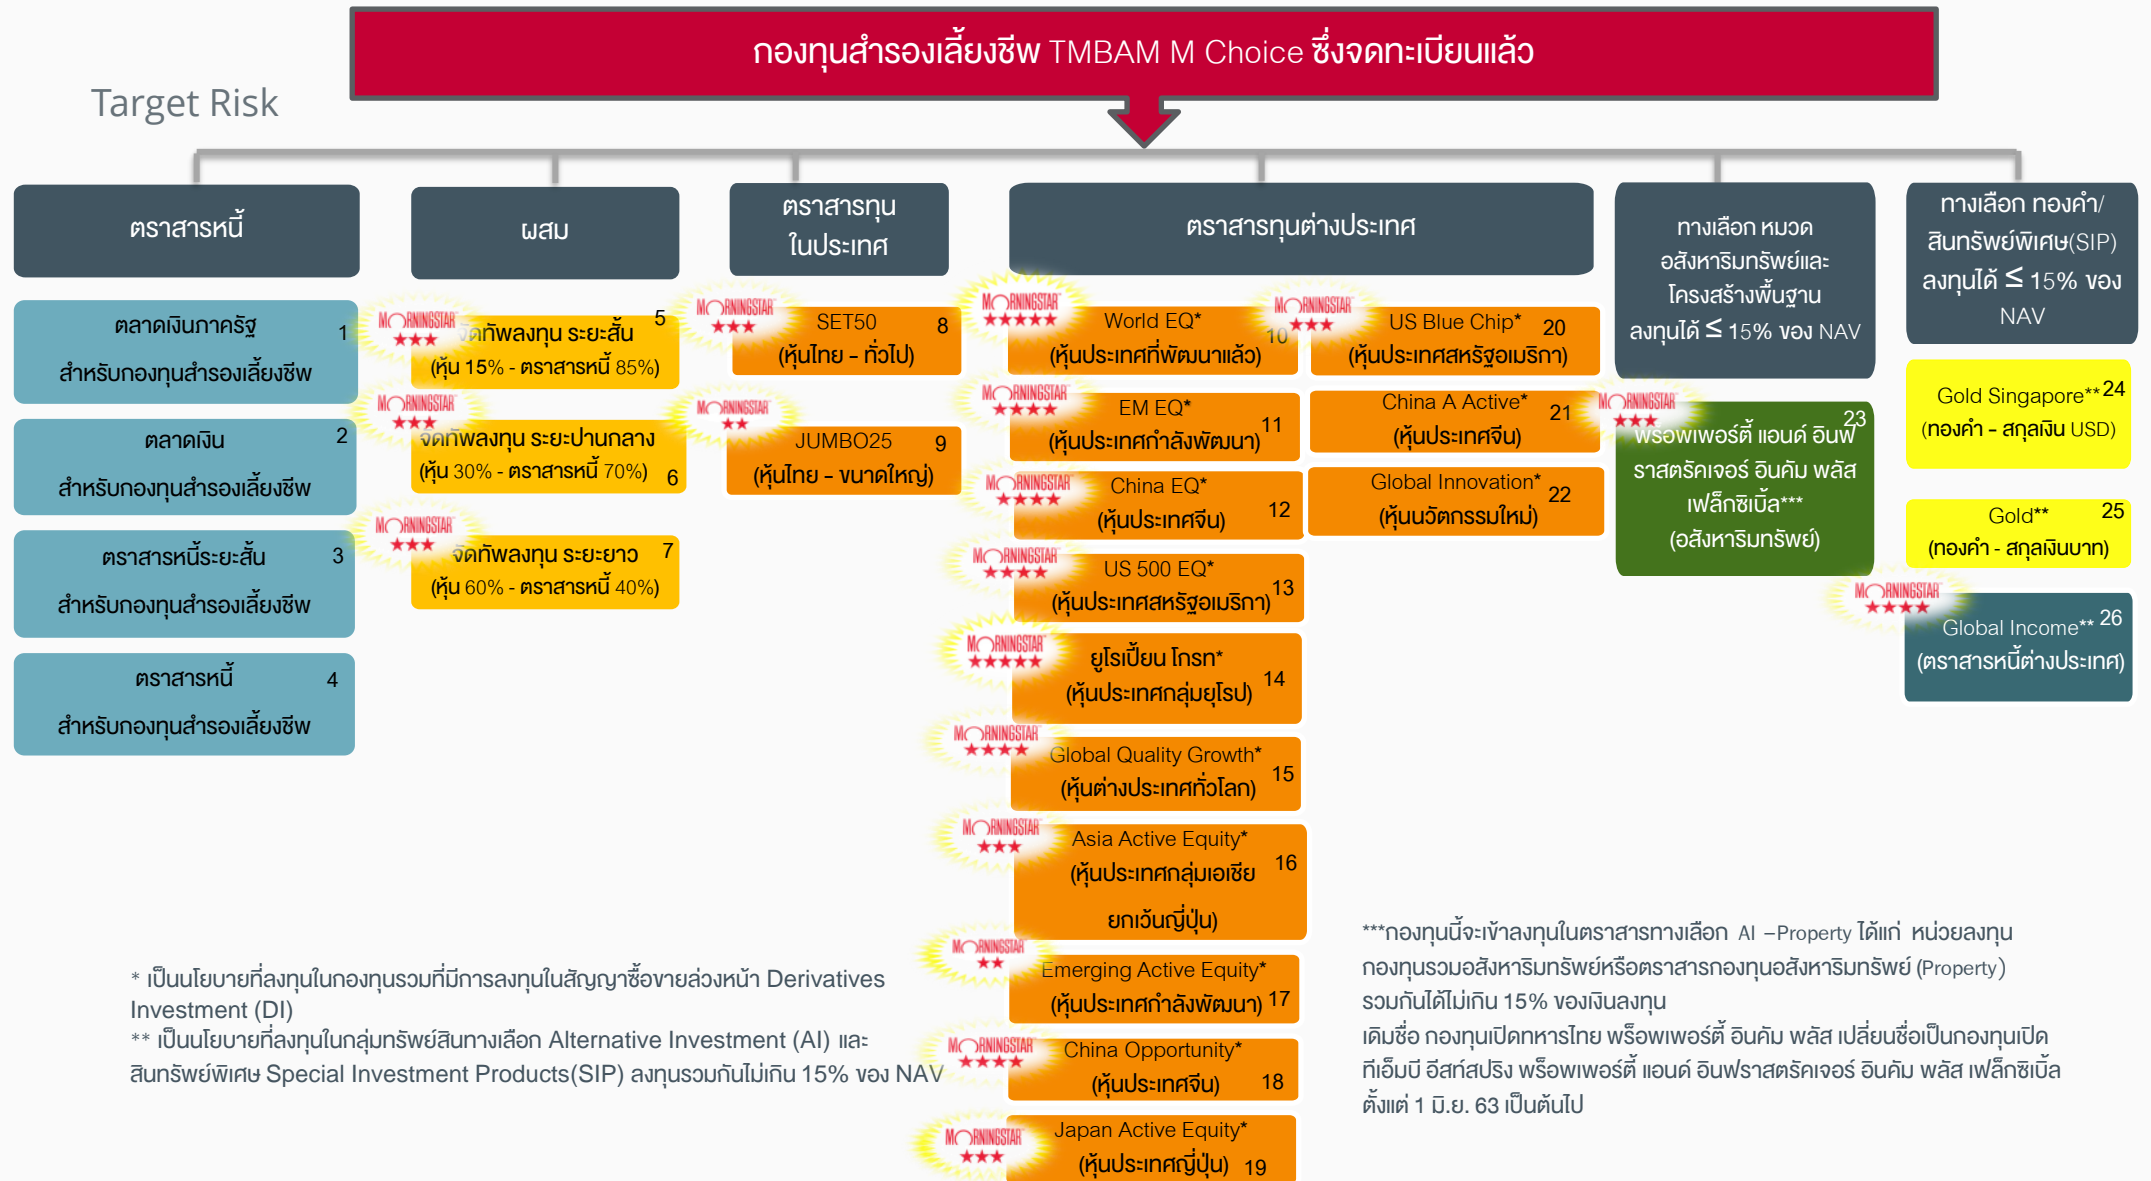 กองทุนสำรองเลี้ยงชีพ TMBAM M Choice ซึ่งจดทะเบียนแล้ว
Target Risk
ตราสารหนี้
ตลาดเงินภาครัฐ 1
สำหรับกองทุนสำรองเลี้ยงชีพ
ตลาดเงิน 2
สำหรับกองทุนสำรองเลี้ยงชีพ
ตราสารหนี้ระยะสั้น 3
สำหรับกองทุนสำรองเลี้ยงชีพ
ตราสารหนี้ 4
สำหรับกองทุนสำรองเลี้ยงชีพ
ผสม
MORNINGSTAR
จัดทัพลงทุน ระยะสั้น 5
(หุ้น 15% - ตราสารหนี้ 85%)
MORNINGSTAR
จัดทัพลงทุน ระยะปานกลาง
(หุ้น 30% - ตราสารหนี้ 70%) 6
MORNINGSTAR
จัดทัพลงทุน ระยะยาว 7
(หุ้น 60% - ตราสารหนี้ 40%)
ตราสารทุน
ในประเทศ
MORNINGSTAR
SET50 8
(หุ้นไทย - ทั่วไป)
MORNINGSTAR
JUMBO25 9
(หุ้นไทย - ขนาดใหญ่)
ตราสารทุนต่างประเทศ
MORNINGSTAR
World EQ* 10
(หุ้นประเทศที่พัฒนาแล้ว)
MORNINGSTAR
EM EQ* 11
(หุ้นประเทศกำลังพัฒนา)
MORNINGSTAR
China EQ*
(หุ้นประเทศจีน) 12
MORNINGSTAR
US 500 EQ*
(หุ้นประเทศสหรัฐอเมริกา) 13
MORNINGSTAR
ยูโรเปี้ยน โกรท*
(หุ้นประเทศกลุ่มยุโรป) 14
MORNINGSTAR
Global Quality Growth*
(หุ้นต่างประเทศทั่วโลก) 15
MORNINGSTAR
Asia Active Equity*
(หุ้นประเทศกลุ่มเอเชีย 16
ยกเว้นญี่ปุ่น)
MORNINGSTAR
Emerging Active Equity*
(หุ้นประเทศกำลังพัฒนา) 17
MORNINGSTAR
China Opportunity*
(หุ้นประเทศจีน) 18
MORNINGSTAR
Japan Active Equity*
(หุ้นประเทศญี่ปุ่น) 19
MORNINGSTAR
US Blue Chip* 20
(หุ้นประเทศสหรัฐอเมริกา)
China A Active* 21
(หุ้นประเทศจีน)
Global Innovation* 22
(หุ้นนวัตกรรมใหม่)
ทางเลือก หมวด
อสังหาริมทรัพย์และ
โครงสร้างพื้นฐาน
ลงทุนได้ ≤ 15% ของ NAV
MORNINGSTAR
พร็อพเพอร์ตี้ แอนด์ อินฟ 23
ราสตรัคเจอร์ อินคัม พลัส
เฟล็กซิเบิ้ล***
(อสังหาริมทรัพย์)
ทางเลือก ทองคำ/
สินทรัพย์พิเศษ(SIP)
ลงทุนได้ ≤ 15% ของ
NAV
Gold Singapore** 24
(ทองคำ - สกุลเงิน USD)
Gold** 25
(ทองคำ - สกุลเงินบาท)
MORNINGSTAR
Global Income** 26
(ตราสารหนี้ต่างประเทศ)
* เป็นนโยบายที่ลงทุนในกองทุนรวมที่มีการลงทุนในสัญญาซื้อขายล่วงหน้า Derivatives
Investment (DI)
** เป็นนโยบายที่ลงทุนในกลุ่มทรัพย์สินทางเลือก Alternative Investment (AI) และ
สินทรัพย์พิเศษ Special Investment Products(SIP) ลงทุนรวมกันไม่เกิน 15% ของ NAV
***กองทุนนี้จะเข้าลงทุนในตราสารทางเลือก AI –Property ได้แก่ หน่วยลงทุน
กองทุนรวมอสังหาริมทรัพย์หรือตราสารกองทุนอสังหาริมทรัพย์ (Property)
รวมกันได้ไม่เกิน 15% ของเงินลงทุน
เดิมชื่อ กองทุนเปิดทหารไทย พร็อพเพอร์ตี้ อินคัม พลัส เปลี่ยนชื่อเป็นกองทุนเปิด
ทีเอ็มบี อีสท์สปริง พร็อพเพอร์ตี้ แอนด์ อินฟราสตรัคเจอร์ อินคัม พลัส เฟล็กซิเบิ้ล
ตั้งแต่ 1 มิ.ย. 63 เป็นต้นไป